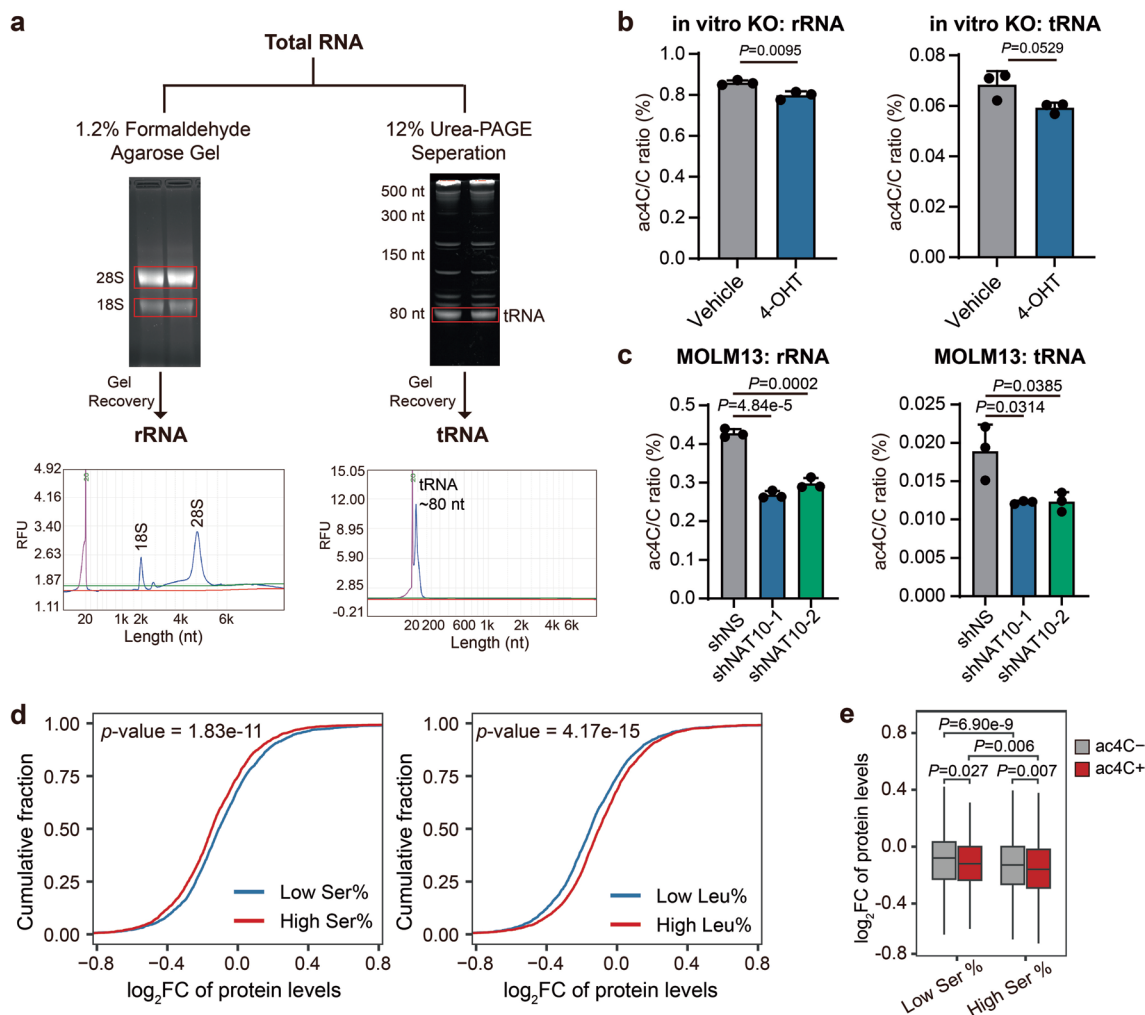 a
Total RNA
1.2% Formaldehyde
Agarose Gel
12% Urea-PAGE
Seperation
28S
18S
500 nt
300 nt
150 nt
80 nt
tRNA
Gel
Recovery
rRNA
Gel
Recovery
tRNA
RFU
4.92
4.16
3.40
2.63
1.87
1.11
18S
28S
20 1k 2k 4k 6k
Length (nt)
RFU
15.05
12.00
8.95
5.90
2.85
-0.21
20
tRNA
~80 nt
20 200 600 1k 2k 4k 6k
Length (nt)
b
in vitro KO: rRNA
P=0.0095
ac4C/C ratio (%)
1.0
0.8
0.6
0.4
0.2
0.0
Vehicle
4-OHT
in vitro KO: tRNA
P=0.0529
ac4C/C ratio (%)
0.08
0.06
0.04
0.02
0.00
Vehicle
4-OHT
c
MOLM13: rRNA
P=0.0002
P=4.84e-5
ac4C/C ratio (%)
0.5
0.4
0.3
0.2
0.1
0.0
shNS
shNAT10-1
shNAT10-2
MOLM13: tRNA
P=0.0385
P=0.0314
ac4C/C ratio (%)
0.025
0.020
0.015
0.010
0.005
0.000
shNS
shNAT10-1
shNAT10-2
d
p-value = 1.83e-11
Cumulative fraction
1.00
0.75
0.50
0.25
0.00
Low Ser%
High Ser%
−0.8 −0.4 0.0 0.4 0.8
log₂FC of protein levels
p-value = 4.17e-15
Cumulative fraction
1.00
0.75
0.50
0.25
0.00
Low Leu%
High Leu%
−0.8 −0.4 0.0 0.4 0.8
log₂FC of protein levels
e
P=6.90e-9
P=0.006
P=0.027
P=0.007
log₂FC of protein levels
0.8
0.4
0.0
-0.4
-0.8
Low Ser %
High Ser %
ac4C−
ac4C+